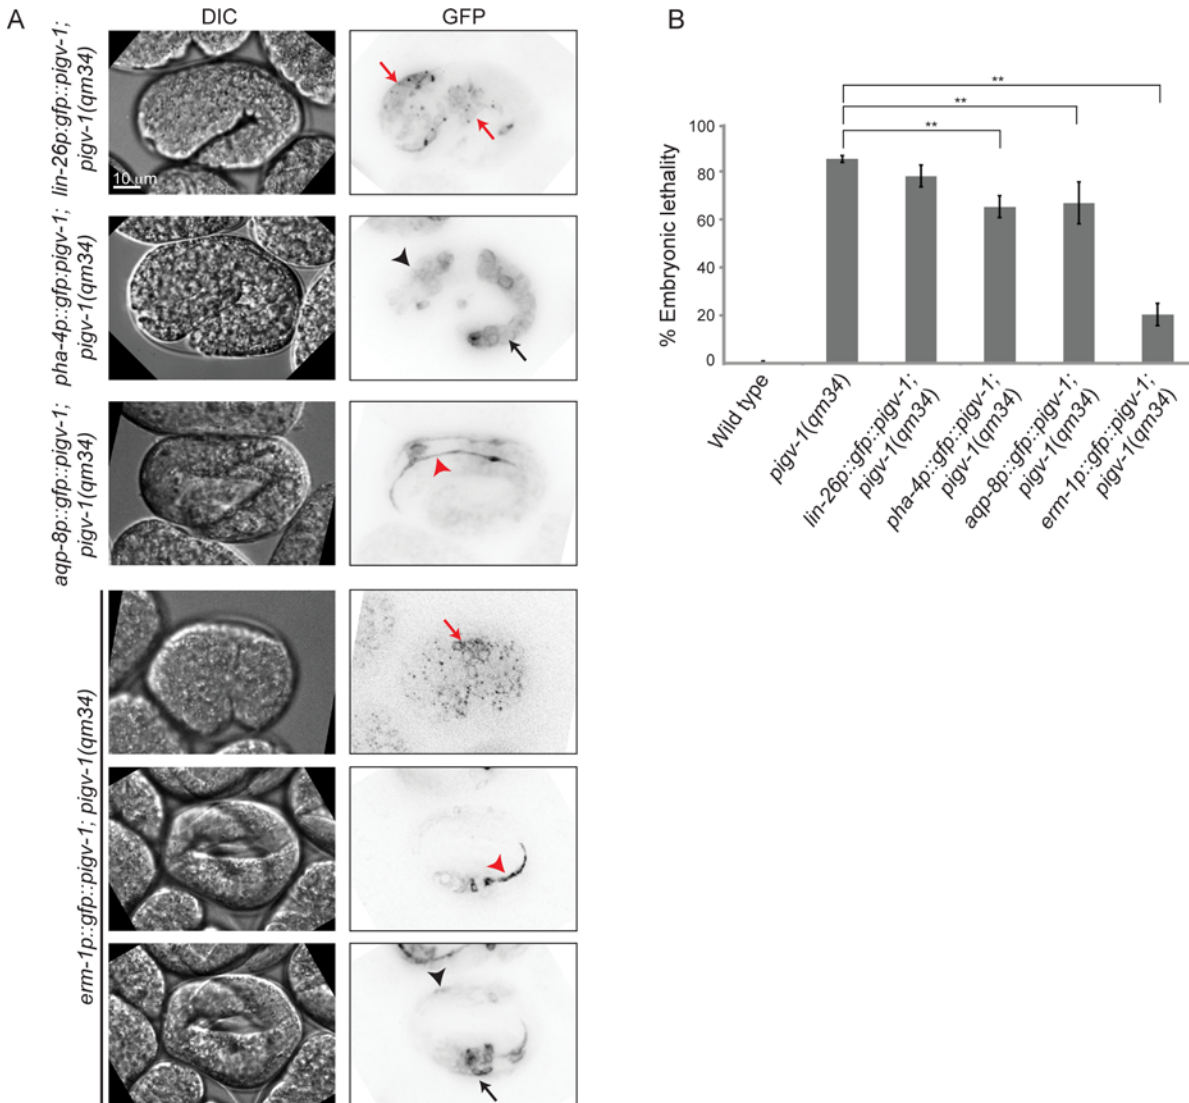 A
DIC
GFP
lin-26p:gfp::pigv-1;
pigv-1(qm34)
10 µm
pha-4p::gfp:pigv-1;
pigv-1(qm34)
aqp-8p::gfp::pigv-1;
pigv-1(qm34)
erm-1p::gfp::pigv-1; pigv-1(qm34)
B
**
**
**
% Embryonic lethality
100
80
60
40
20
0
Wild type
pigv-1(qm34)
lin-26p::gfp::pigv-1;
pigv-1(qm34)
pha-4p::gfp::pigv-1;
pigv-1(qm34)
aqp-8p::gfp::pigv-1;
pigv-1(qm34)
erm-1p::gfp::pigv-1;
pigv-1(qm34)